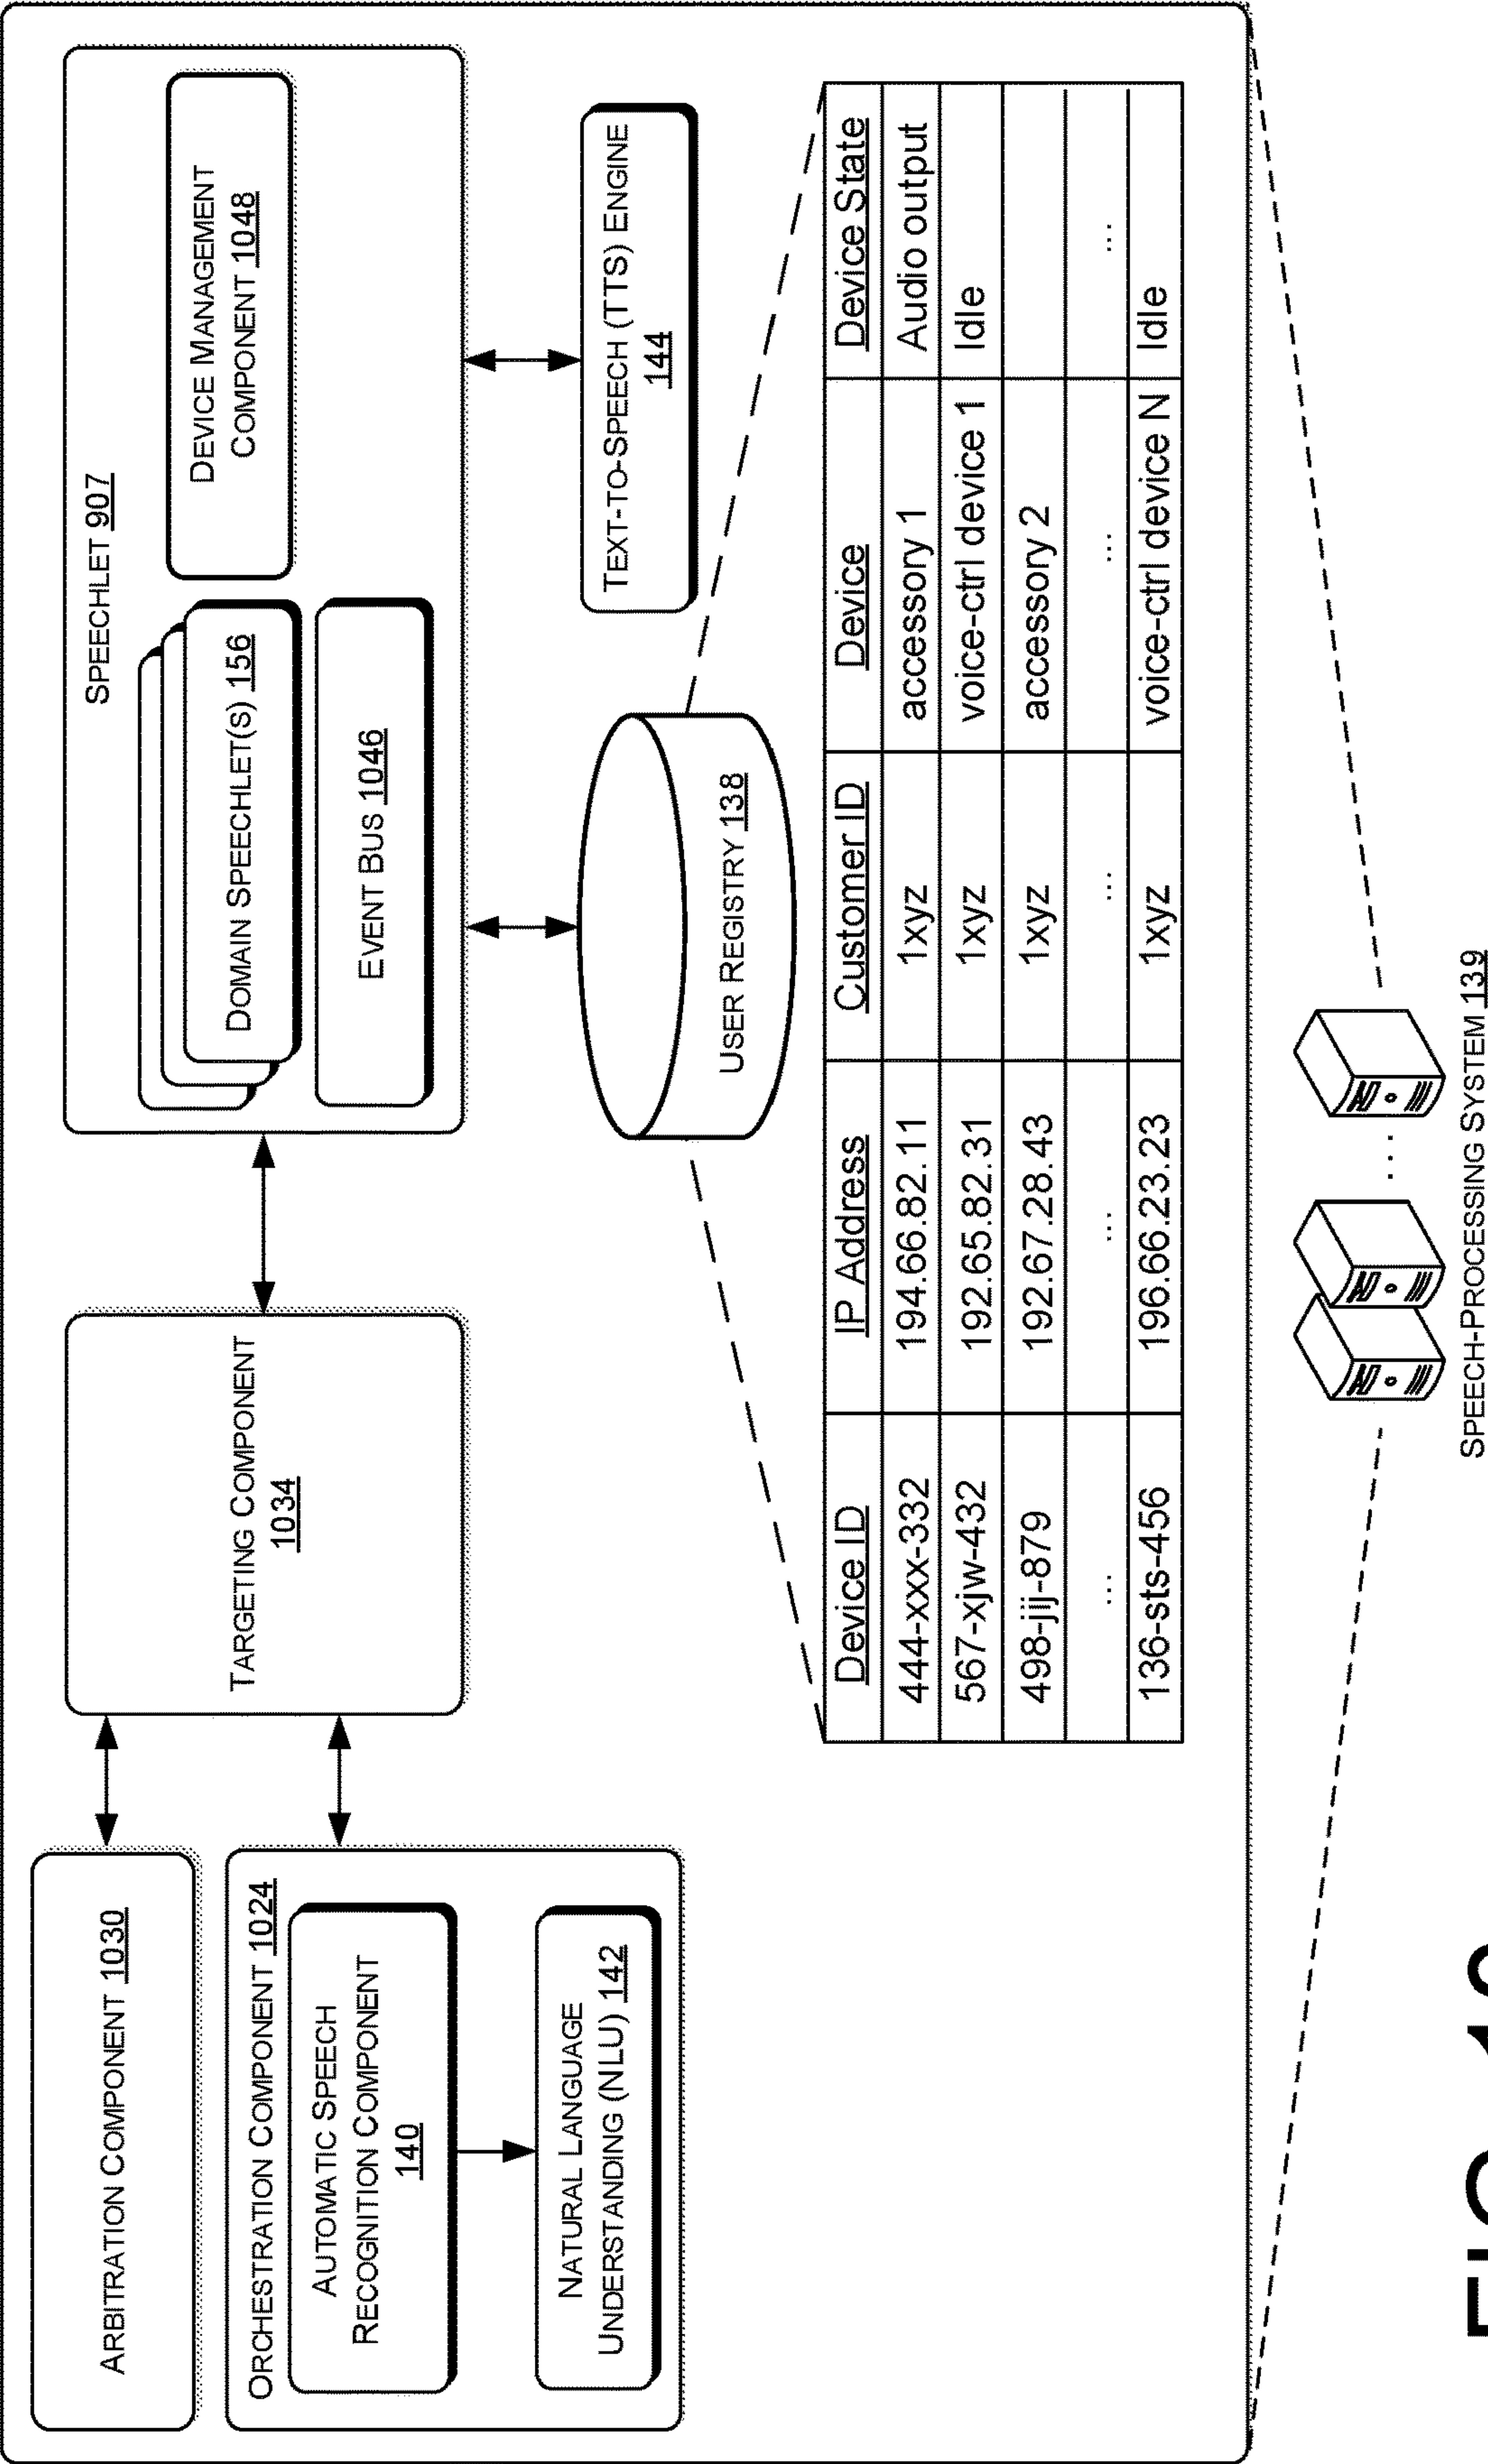 ARBITRATION COMPONENT 1030
ORCHESTRATION COMPONENT 1024
AUTOMATIC SPEECH
RECOGNITION COMPONENT
140
NATURAL LANGUAGE
UNDERSTANDING (NLU) 142
TARGETING COMPONENT
1034
SPEECHLET 907
DOMAIN SPEECHLET(S) 156
EVENT BUS 1046
DEVICE MANAGEMENT
COMPONENT 1048
TEXT-TO-SPEECH (TTS) ENGINE
144
USER REGISTRY 138
Device ID IP Address Customer ID Device Device State
444-xxx-332 194.66.82.11 1xyz accessory 1 Audio output
567-xjw-432 192.65.82.31 1xyz voice-ctrl device 1 Idle
498-jij-879 192.67.28.43 1xyz accessory 2
... ... ... ... ...
136-sts-456 196.66.23.23 1xyz voice-ctrl device N Idle
SPEECH-PROCESSING SYSTEM 139